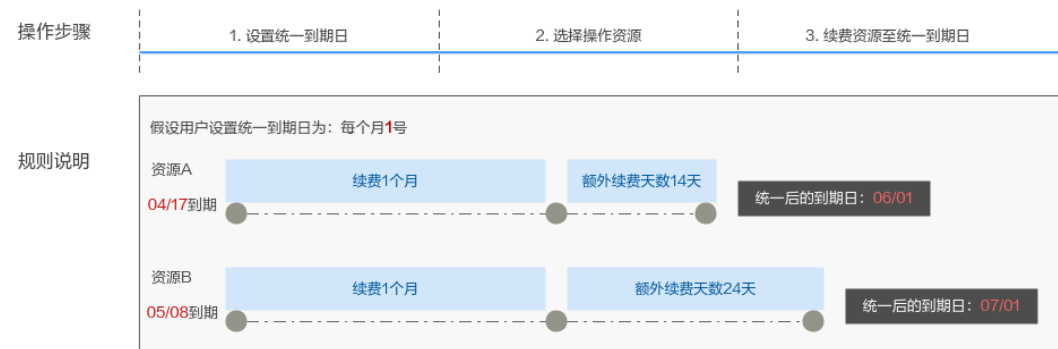 操作步骤
1. 设置统一到期日
2. 选择操作资源
3. 续费资源至统一到期日
规则说明
假设用户设置统一到期日为：每个月1号
资源A
04/17到期
续费1个月
额外续费天数14天
统一后的到期日：06/01
资源B
05/08到期
续费1个月
额外续费天数24天
统一后的到期日：07/01